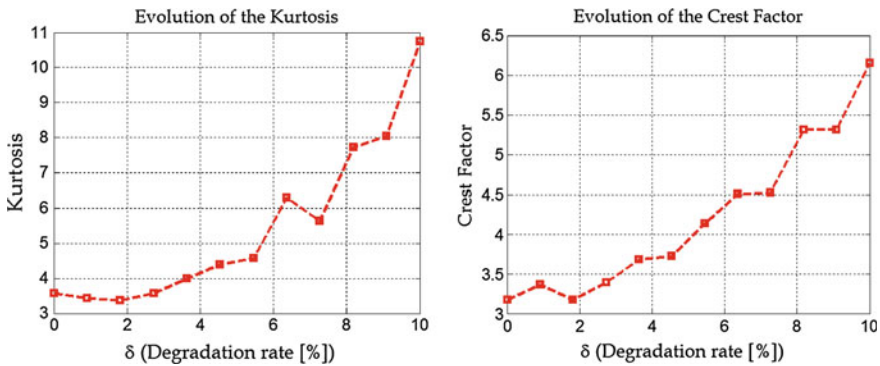 Evolution of the Kurtosis
11
10
9
8
7
6
5
4
3
Kurtosis
0 2 4 6 8 10
δ (Degradation rate [%])
Evolution of the Crest Factor
6.5
6
5.5
5
4.5
4
3.5
3
Crest Factor
0 2 4 6 8 10
δ (Degradation rate [%])